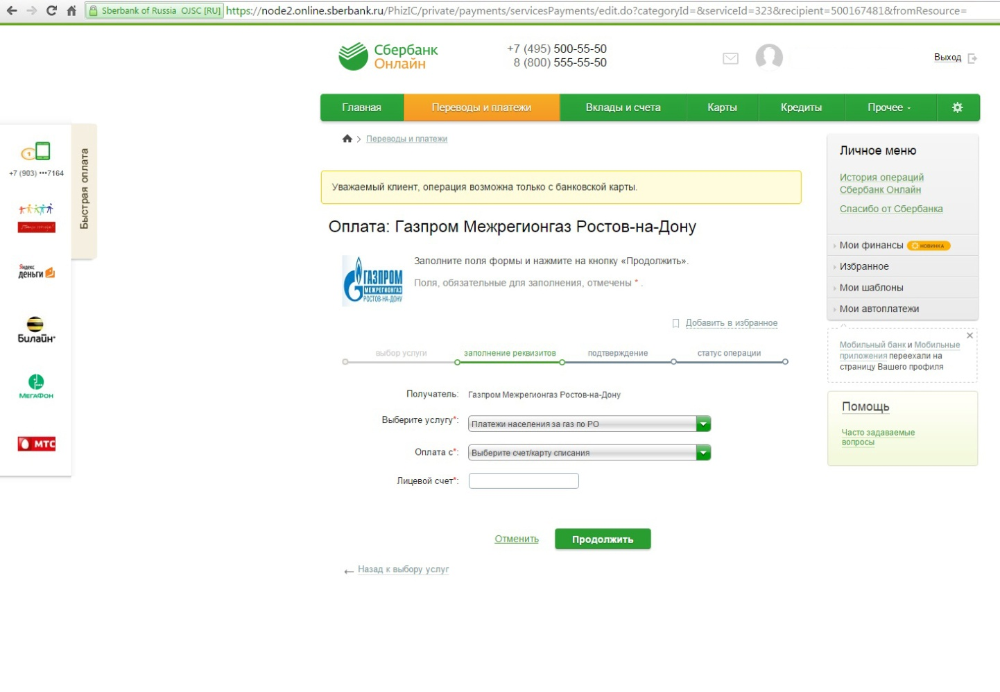 Sberbank of Russia OJSC [RU] https://node2.online.sberbank.ru/PhizIC/private/payments/servicesPayments/edit.do?categoryId=&serviceId=323&recipient=500167481&fromResource=
Сбербанк
Онлайн
+7 (495) 500-55-50
8 (800) 555-55-50
Выход
Главная
Переводы и платежи
Вклады и счета
Карты
Кредиты
Прочее
Переводы и платежи
Быстрая оплата
+7 (903) •••7164
Яндекс
деньги
Билайн
МегаФон
МТС
Уважаемый клиент, операция возможна только с банковской карты.
Оплата: Газпром Межрегионгаз Ростов-на-Дону
ГАЗПРОМ
МЕЖРЕГИОНГАЗ
РОСТОВ-НА-ДОНУ
Заполните поля формы и нажмите на кнопку «Продолжить».
Поля, обязательные для заполнения, отмечены * .
Добавить в избранное
выбор услуги
заполнение реквизитов
подтверждение
статус операции
Получатель: Газпром Межрегионгаз Ростов-на-Дону
Выберите услугу*: Платежи населения за газ по РО
Оплата с*: Выберите счет/карту списания
Лицевой счет*:
Отменить
Продолжить
← Назад к выбору услуг
Личное меню
История операций
Сбербанк Онлайн
Спасибо от Сбербанка
Мои финансы НОВИНКА
Избранное
Мои шаблоны
Мои автоплатежи
Мобильный банк и Мобильные
приложения переехали на
страницу Вашего профиля
Помощь
Часто задаваемые
вопросы